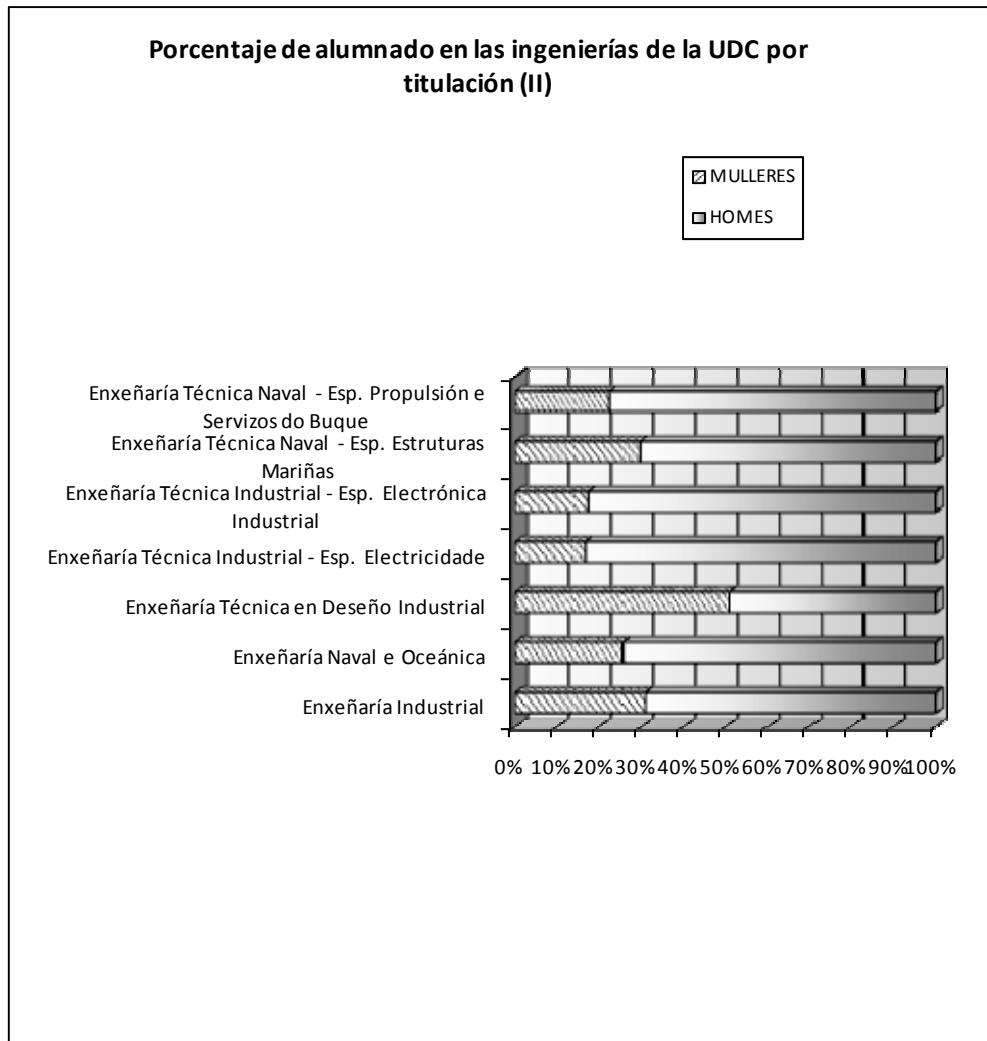 Porcentaje de alumnado en las ingenierías de la UDC por
titulación (II)
MULLERES
HOMES
Enxeñaría Técnica Naval - Esp. Propulsión e
Servizos do Buque
Enxeñaría Técnica Naval - Esp. Estruturas
Mariñas
Enxeñaría Técnica Industrial - Esp. Electrónica
Industrial
Enxeñaría Técnica Industrial - Esp. Electricidade
Enxeñaría Técnica en Deseño Industrial
Enxeñaría Naval e Oceánica
Enxeñaría Industrial
0% 10% 20% 30% 40% 50% 60% 70% 80% 90% 100%